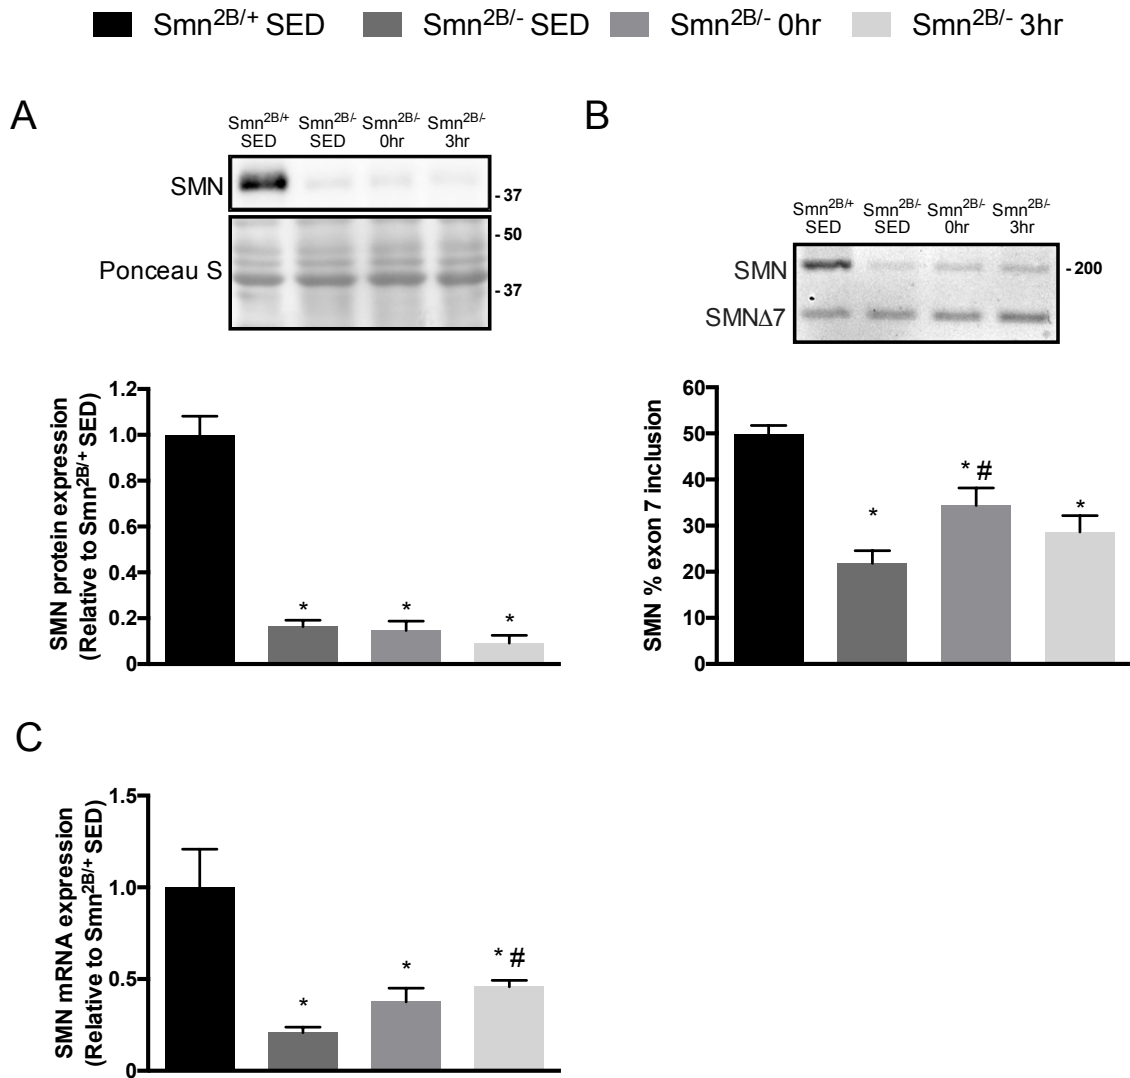 Smn2B/+ SED Smn2B/- SED Smn2B/- 0hr Smn2B/- 3hr
A
Smn2B/+ SED
Smn2B/- SED
Smn2B/- 0hr
Smn2B/- 3hr
SMN
- 37
Ponceau S
- 50
- 37
SMN protein expression
(Relative to Smn2B/+ SED)
1.2
1.0
0.8
0.6
0.4
0.2
0
*
*
*
B
Smn2B/+ SED
Smn2B/- SED
Smn2B/- 0hr
Smn2B/- 3hr
SMN
- 200
SMNΔ7
SMN % exon 7 inclusion
60
50
40
30
20
10
0
*
* #
*
C
SMN mRNA expression
(Relative to Smn2B/+ SED)
1.5
1.0
0.5
0
*
*
* #